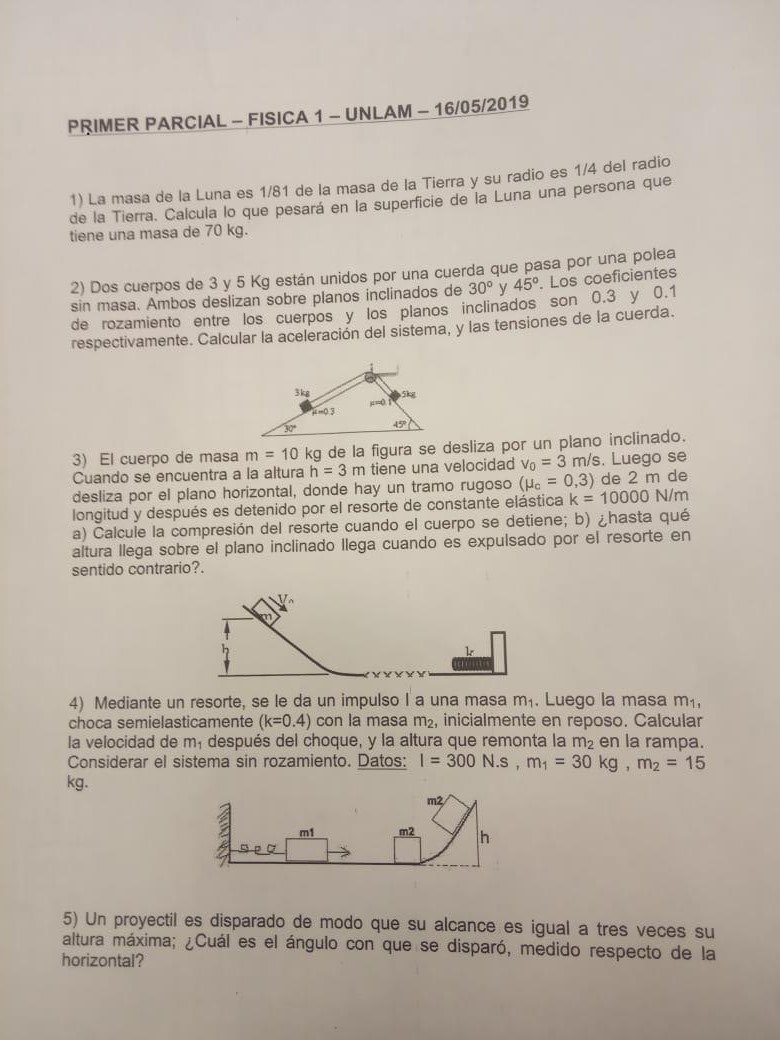 PRIMER PARCIAL – FISICA 1 – UNLAM – 16/05/2019
1) La masa de la Luna es 1/81 de la masa de la Tierra y su radio es 1/4 del radio
de la Tierra. Calcula lo que pesará en la superficie de la Luna una persona que
tiene una masa de 70 kg.
2) Dos cuerpos de 3 y 5 Kg están unidos por una cuerda que pasa por una polea
sin masa. Ambos deslizan sobre planos inclinados de 30º y 45º. Los coeficientes
de rozamiento entre los cuerpos y los planos inclinados son 0.3 y 0.1
respectivamente. Calcular la aceleración del sistema, y las tensiones de la cuerda.
3kg
5kg
μ=0.3
μ=0.1
30º
45º
3) El cuerpo de masa m = 10 kg de la figura se desliza por un plano inclinado.
Cuando se encuentra a la altura h = 3 m tiene una velocidad v₀ = 3 m/s. Luego se
desliza por el plano horizontal, donde hay un tramo rugoso (μc = 0,3) de 2 m de
longitud y después es detenido por el resorte de constante elástica k = 10000 N/m
a) Calcule la compresión del resorte cuando el cuerpo se detiene; b) ¿hasta qué
altura llega sobre el plano inclinado llega cuando es expulsado por el resorte en
sentido contrario?.
V₀
m
h
k
4) Mediante un resorte, se le da un impulso I a una masa m₁. Luego la masa m₁,
choca semielasticamente (k=0.4) con la masa m₂, inicialmente en reposo. Calcular
la velocidad de m₁ después del choque, y la altura que remonta la m₂ en la rampa.
Considerar el sistema sin rozamiento. Datos: I = 300 N.s , m₁ = 30 kg , m₂ = 15
kg.
m2
m1
m2
h
5) Un proyectil es disparado de modo que su alcance es igual a tres veces su
altura máxima; ¿Cuál es el ángulo con que se disparó, medido respecto de la
horizontal?